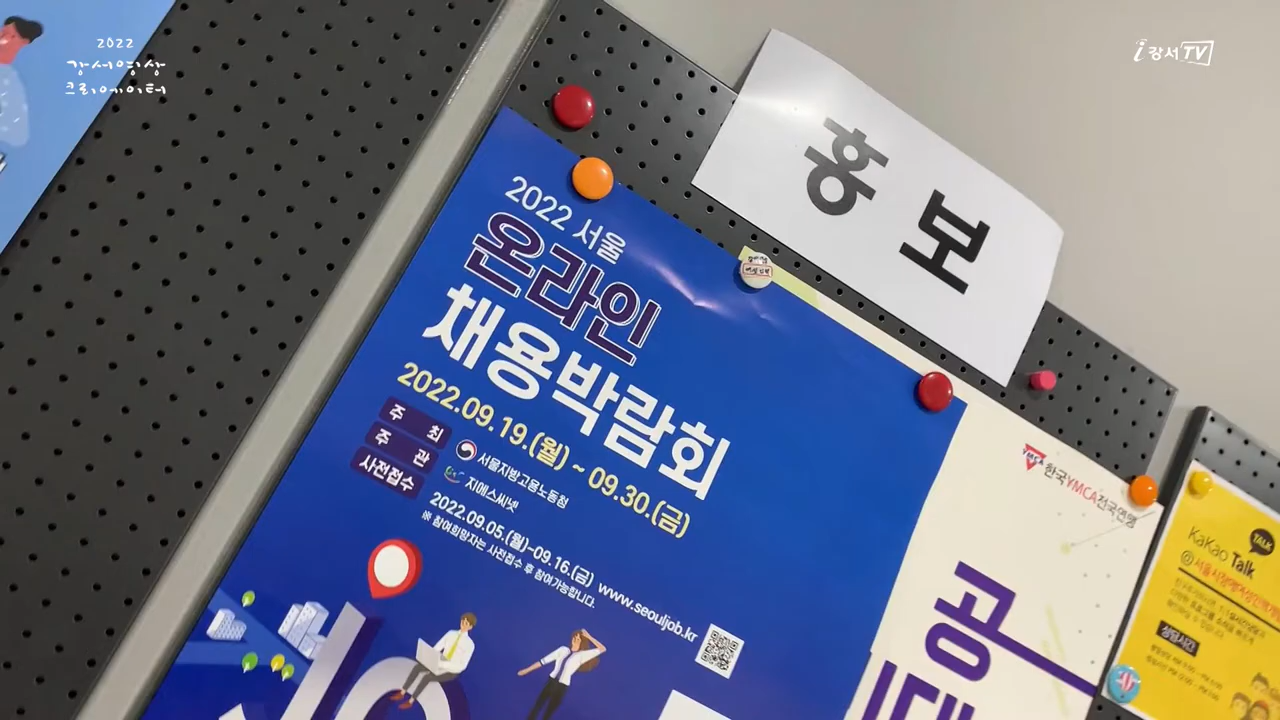 2022
강서영상
크리에이터
i강서TV
홍보
2022 서울
온라인
채용박람회
2022.09.19.(월) ~ 09.30.(금)
주 최
서울지방고용노동청
주 관
지에스씨넷
사전접수
2022.09.05.(월)-09.16.(금) www.seouljob.kr
※ 참여희망자는 사전접수 후 참여가능합니다.
YMCA 한국YMCA전국연맹
공
TALK
KaKao Talk
상담시간